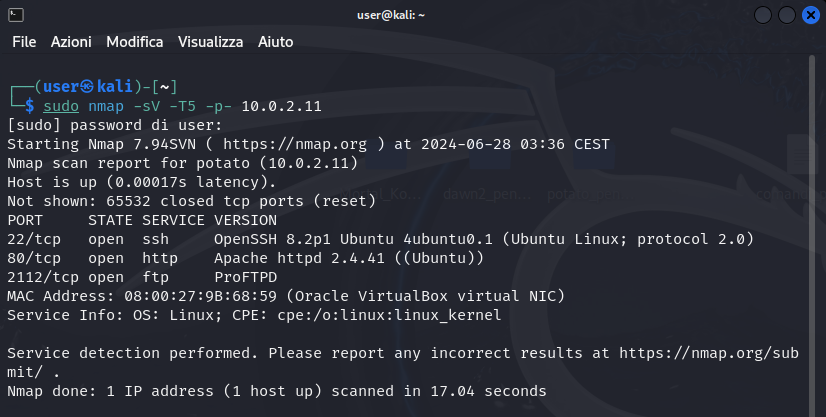 user@kali: ~
File Azioni Modifica Visualizza Aiuto
┌──(user㉿kali)-[~]
└─$ sudo nmap -sV -T5 -p- 10.0.2.11
[sudo] password di user:
Starting Nmap 7.94SVN ( https://nmap.org ) at 2024-06-28 03:36 CEST
Nmap scan report for potato (10.0.2.11)
Host is up (0.00017s latency).
Not shown: 65532 closed tcp ports (reset)
PORT     STATE SERVICE VERSION
22/tcp   open  ssh     OpenSSH 8.2p1 Ubuntu 4ubuntu0.1 (Ubuntu Linux; protocol 2.0)
80/tcp   open  http    Apache httpd 2.4.41 ((Ubuntu))
2112/tcp open  ftp     ProFTPD
MAC Address: 08:00:27:9B:68:59 (Oracle VirtualBox virtual NIC)
Service Info: OS: Linux; CPE: cpe:/o:linux:linux_kernel
Service detection performed. Please report any incorrect results at https://nmap.org/sub
mit/ .
Nmap done: 1 IP address (1 host up) scanned in 17.04 seconds